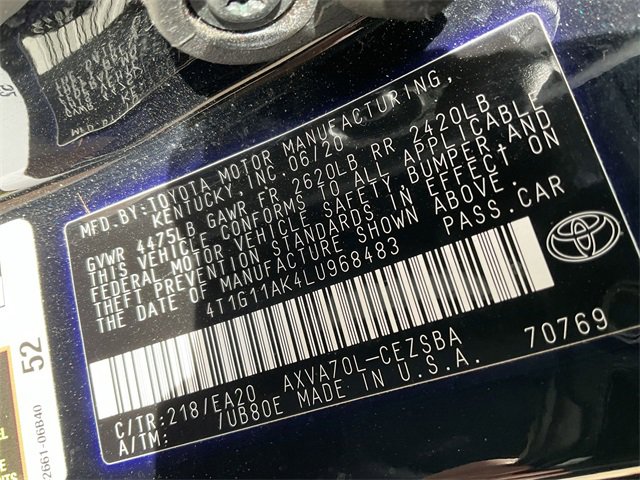 MFD.BY:TOYOTA MOTOR MANUFACTURING,
KENTUCKY,INC.06/20
GVWR 4475LB GAWR FR 2620LB RR 2420LB
THIS VEHICLE CONFORMS TO ALL APPLICABLE
FEDERAL MOTOR VEHICLE SAFETY,BUMPER,AND
THEFT PREVENTION STANDARDS IN EFFECT ON
THE DATE OF MANUFACTURE SHOWN ABOVE.
4T1G11AK4LU968483 PASS.CAR
C/TR:218/EA20 AXVA70L-CEZSBA 70769
A/TM: /UB80E MADE IN U.S.A.
52
2661-06B40